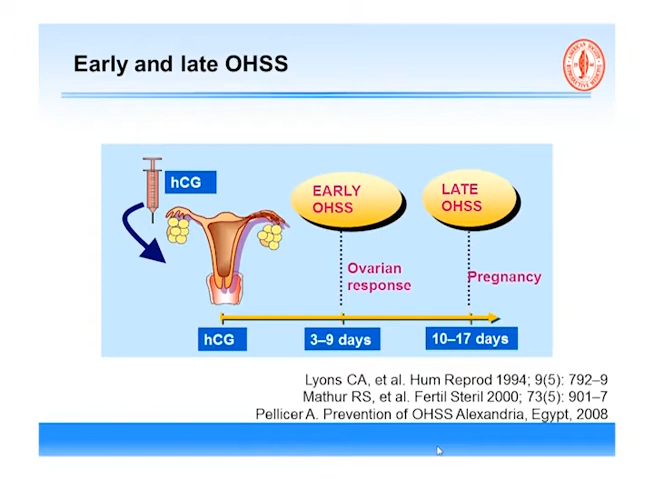 Early and late OHSS
hCG
EARLY
OHSS
LATE
OHSS
Ovarian
response
Pregnancy
hCG
3–9 days
10–17 days
Lyons CA, et al. Hum Reprod 1994; 9(5): 792–9
Mathur RS, et al. Fertil Steril 2000; 73(5): 901–7
Pellicer A. Prevention of OHSS Alexandria, Egypt, 2008